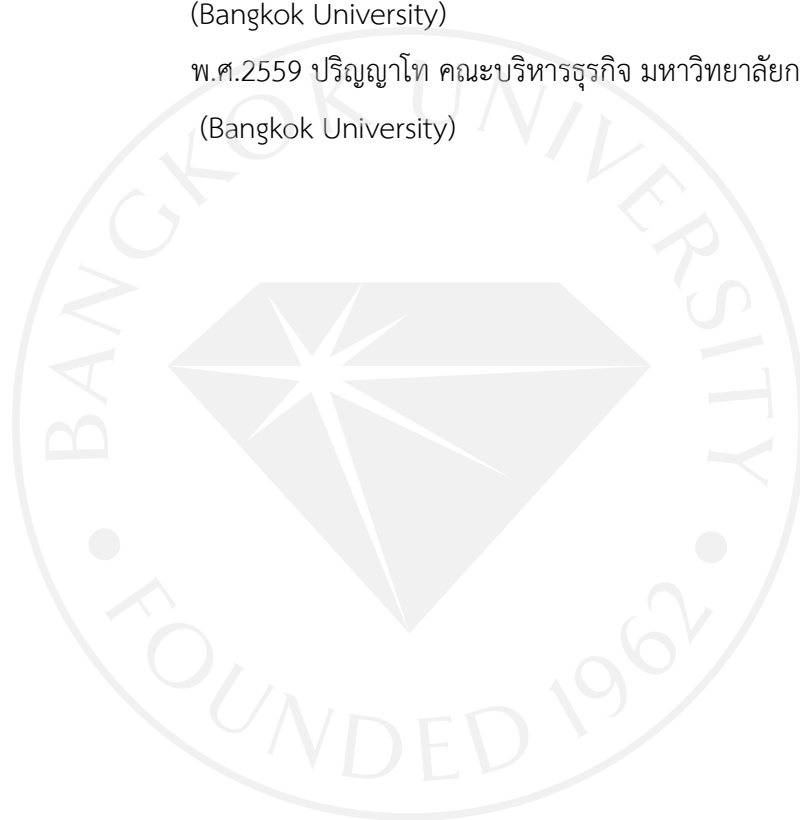 (Bangkok University)
พ.ศ.2559 ปริญญาโท คณะบริหารธุรกิจ มหาวิทยาลัยก
(Bangkok University)
BANGKOK UNIVERSITY
• FOUNDED 1962 •